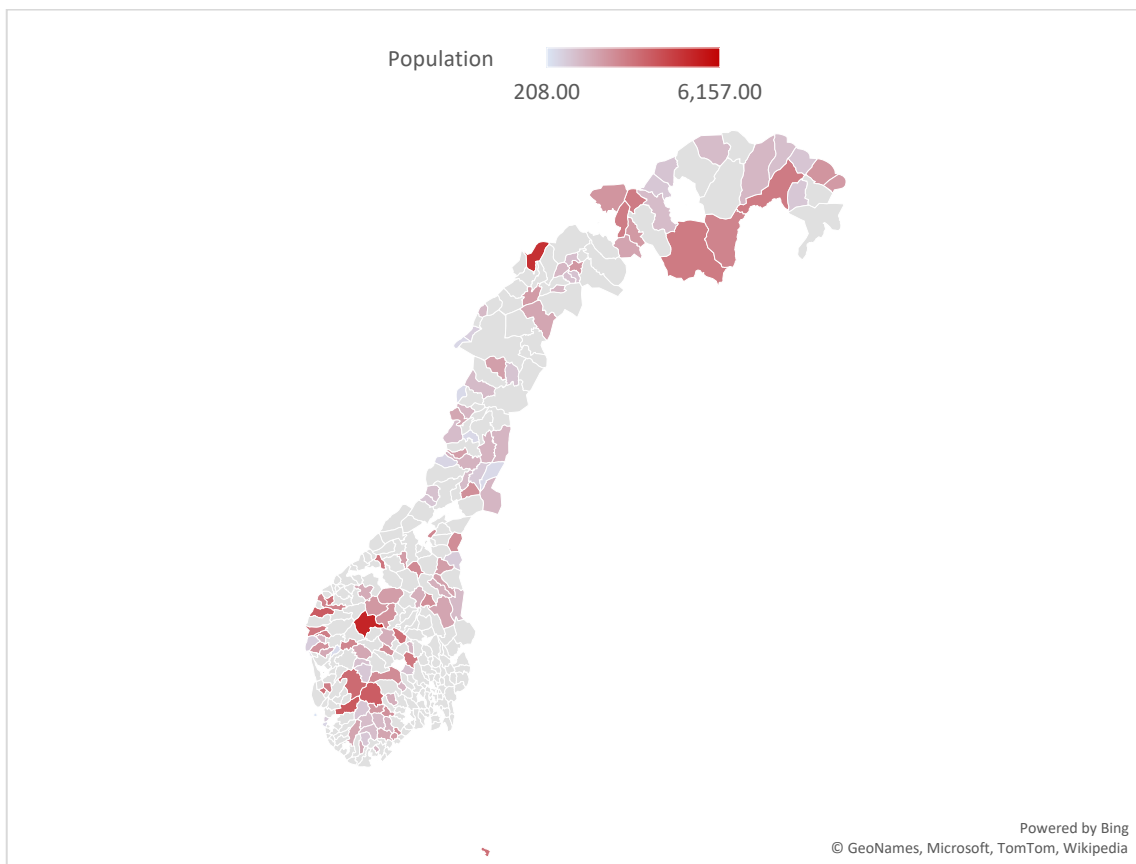 Population
208.00 6,157.00
Powered by Bing
© GeoNames, Microsoft, TomTom, Wikipedia